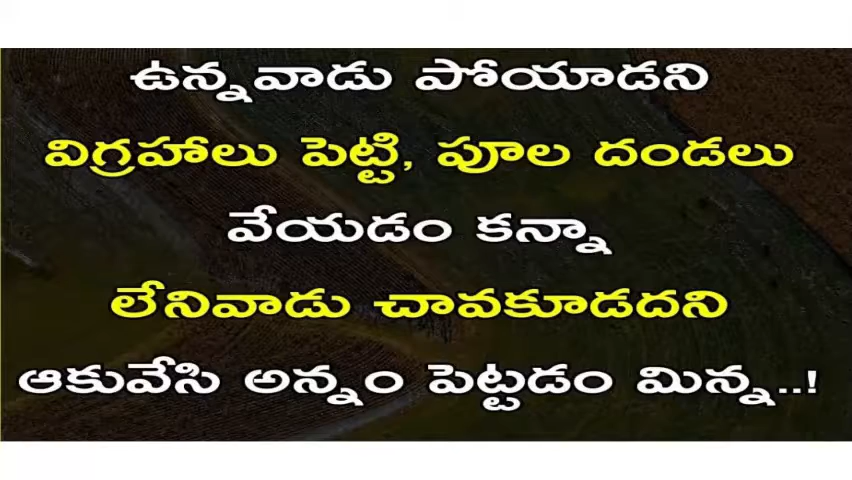 ఉన్నవాడు పోయాడని
విగ్రహాలు పెట్టి, పూల దండలు
వేయడం కన్నా
లేనివాడు చావకూడదని
ఆకువేసి అన్నం పెట్టడం మిన్న..!